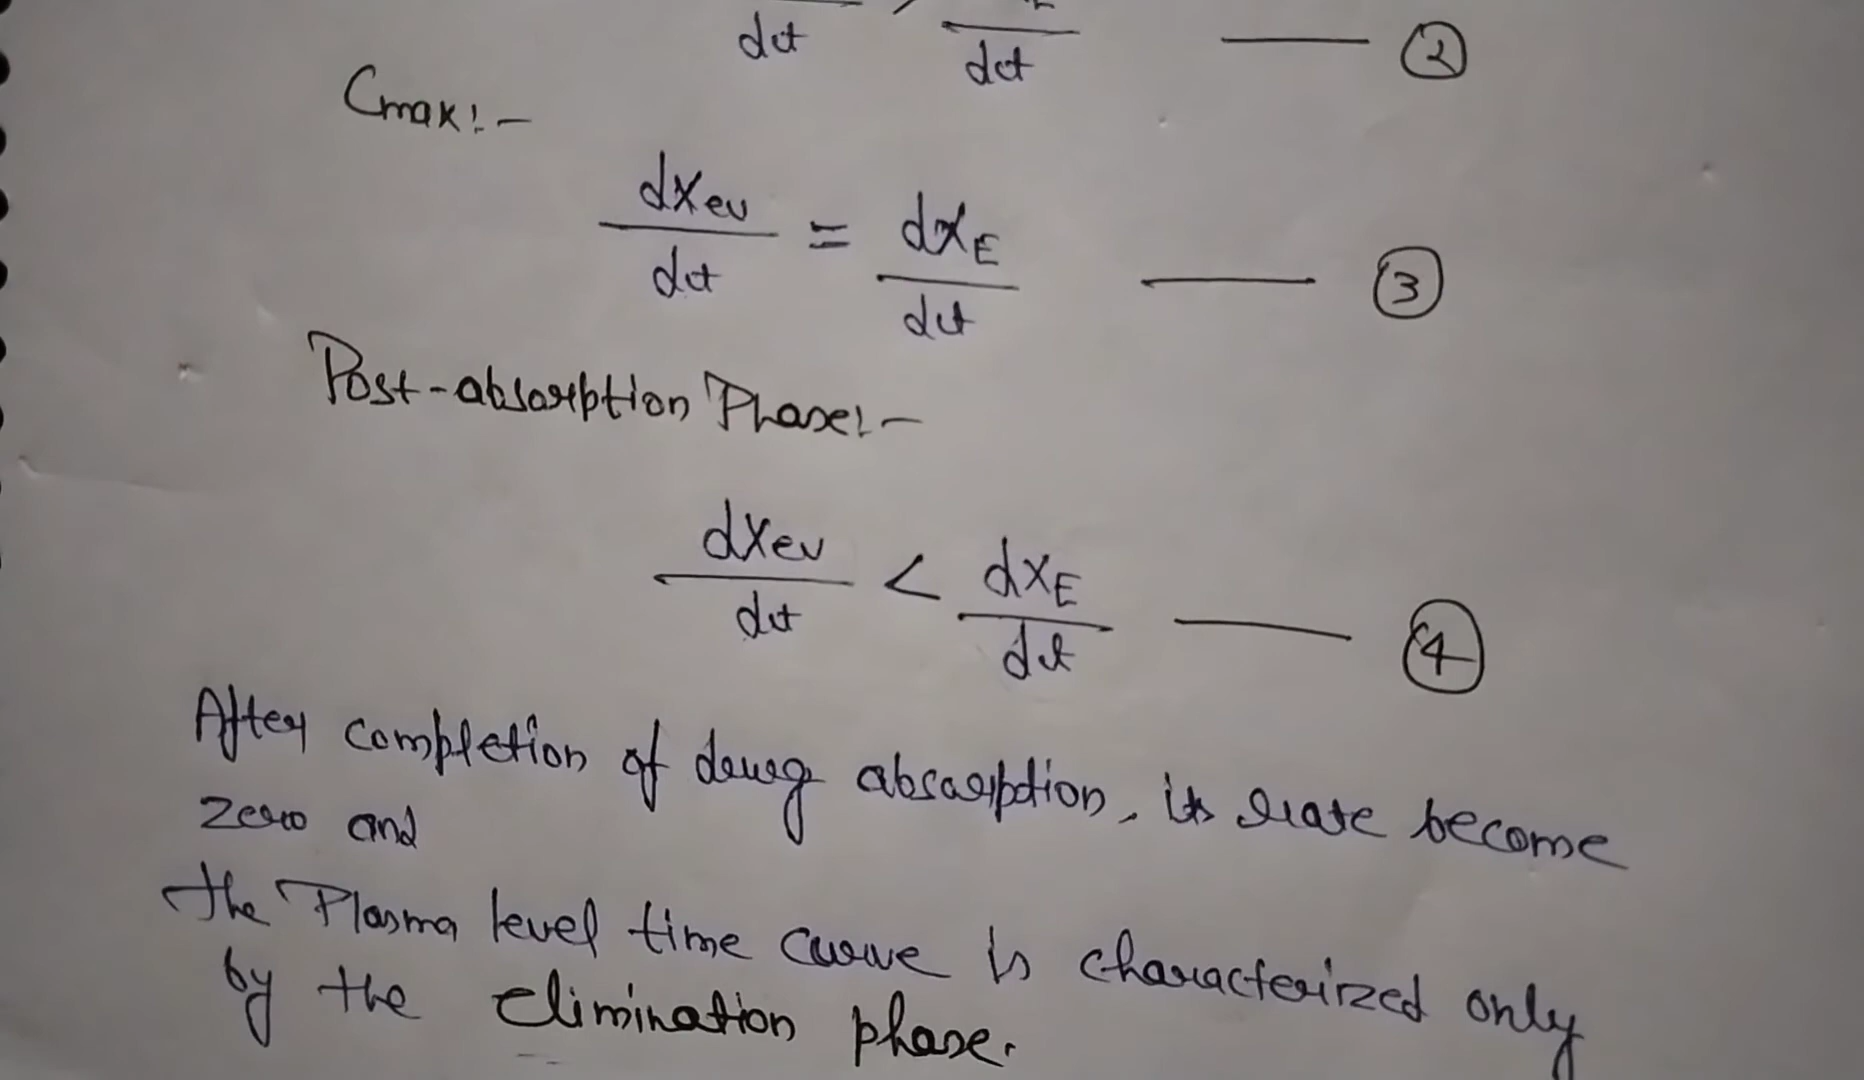 dt > dt —— ②
Cmax:-
dXev/dt = dXE/dt —— ③
Post-absorption Phase:-
dXev/dt < dXE/dt —— ④
After completion of drug absorption, its rate become
zero and
the Plasma level time curve is characterized only
by the elimination phase.